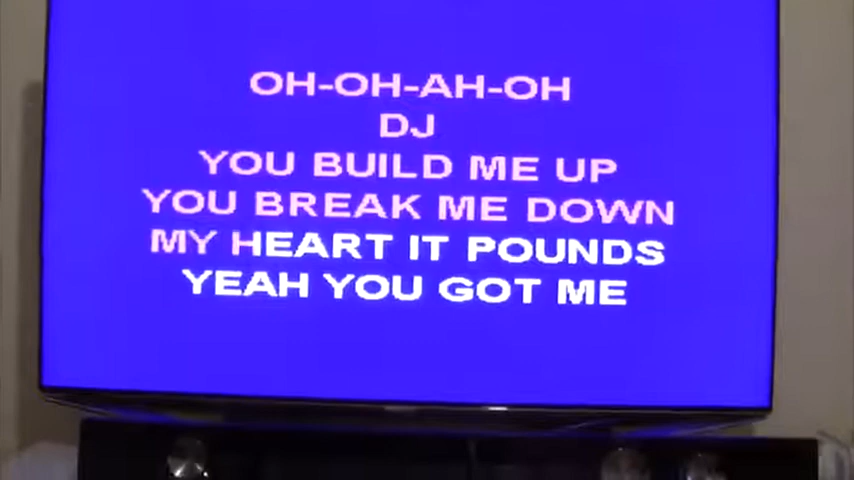 OH-OH-AH-OH
DJ
YOU BUILD ME UP
YOU BREAK ME DOWN
MY HEART IT POUNDS
YEAH YOU GOT ME